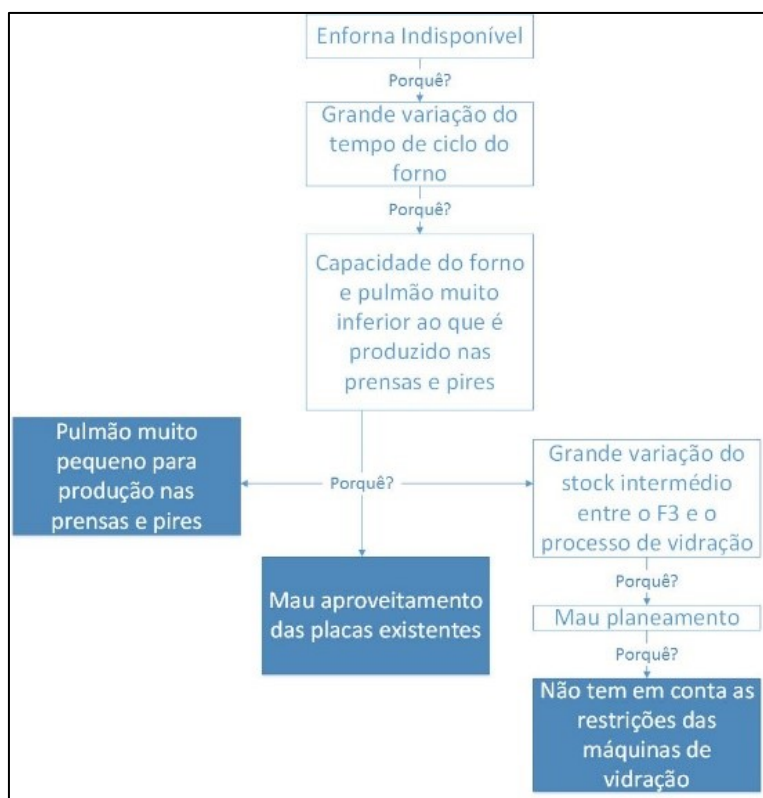 Enforna Indisponível
Porquê?
Grande variação do
tempo de ciclo do
forno
Porquê?
Capacidade do forno
e pulmão muito
inferior ao que é
produzido nas
prensas e pires
Porquê?
Pulmão muito
pequeno para
produção nas
prensas e pires
Mau aproveitamento
das placas existentes
Grande variação do
stock intermédio
entre o F3 e o
processo de vidração
Porquê?
Mau planeamento
Porquê?
Não tem em conta as
restrições das
máquinas de
vidração